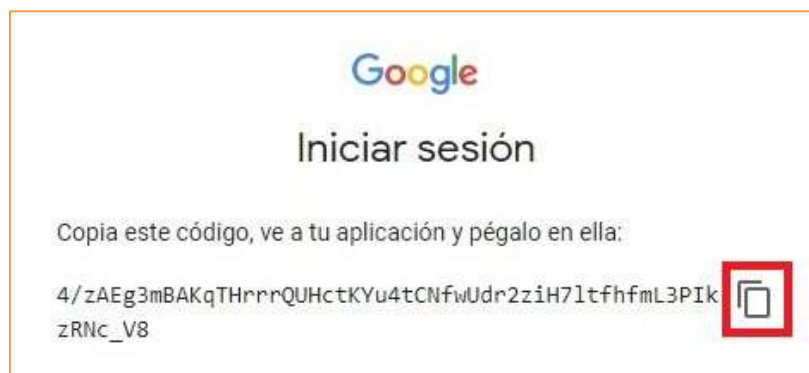 Google
Iniciar sesión
Copia este código, ve a tu aplicación y pégalo en ella:
4/zAEg3mBAKqTHrrrQUHctKYu4tCNfwUdr2ziH7ltfhfmL3PIk
zRNc_V8